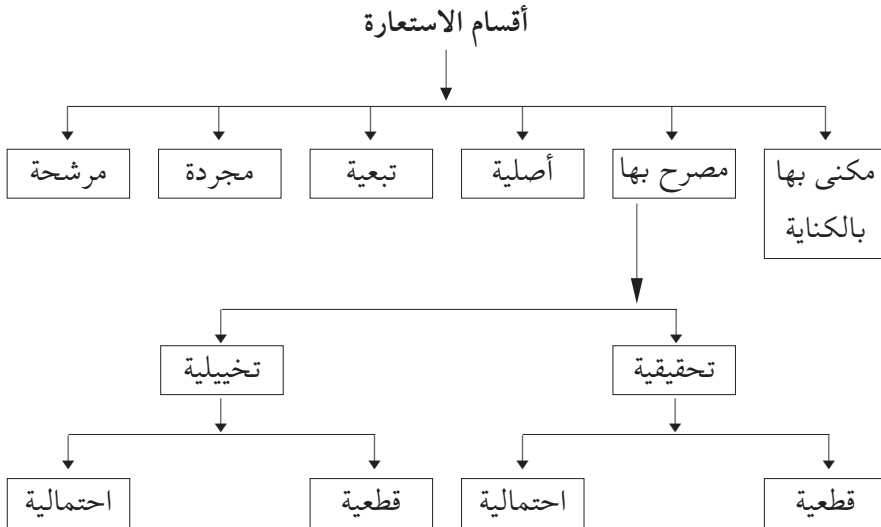 أقسام الاستعارة
مكنى بها
بالكناية
مصرح بها
أصلية
تبعية
مجردة
مرشحة
تحقيقية
تخييلية
قطعية
احتمالية
قطعية
احتمالية